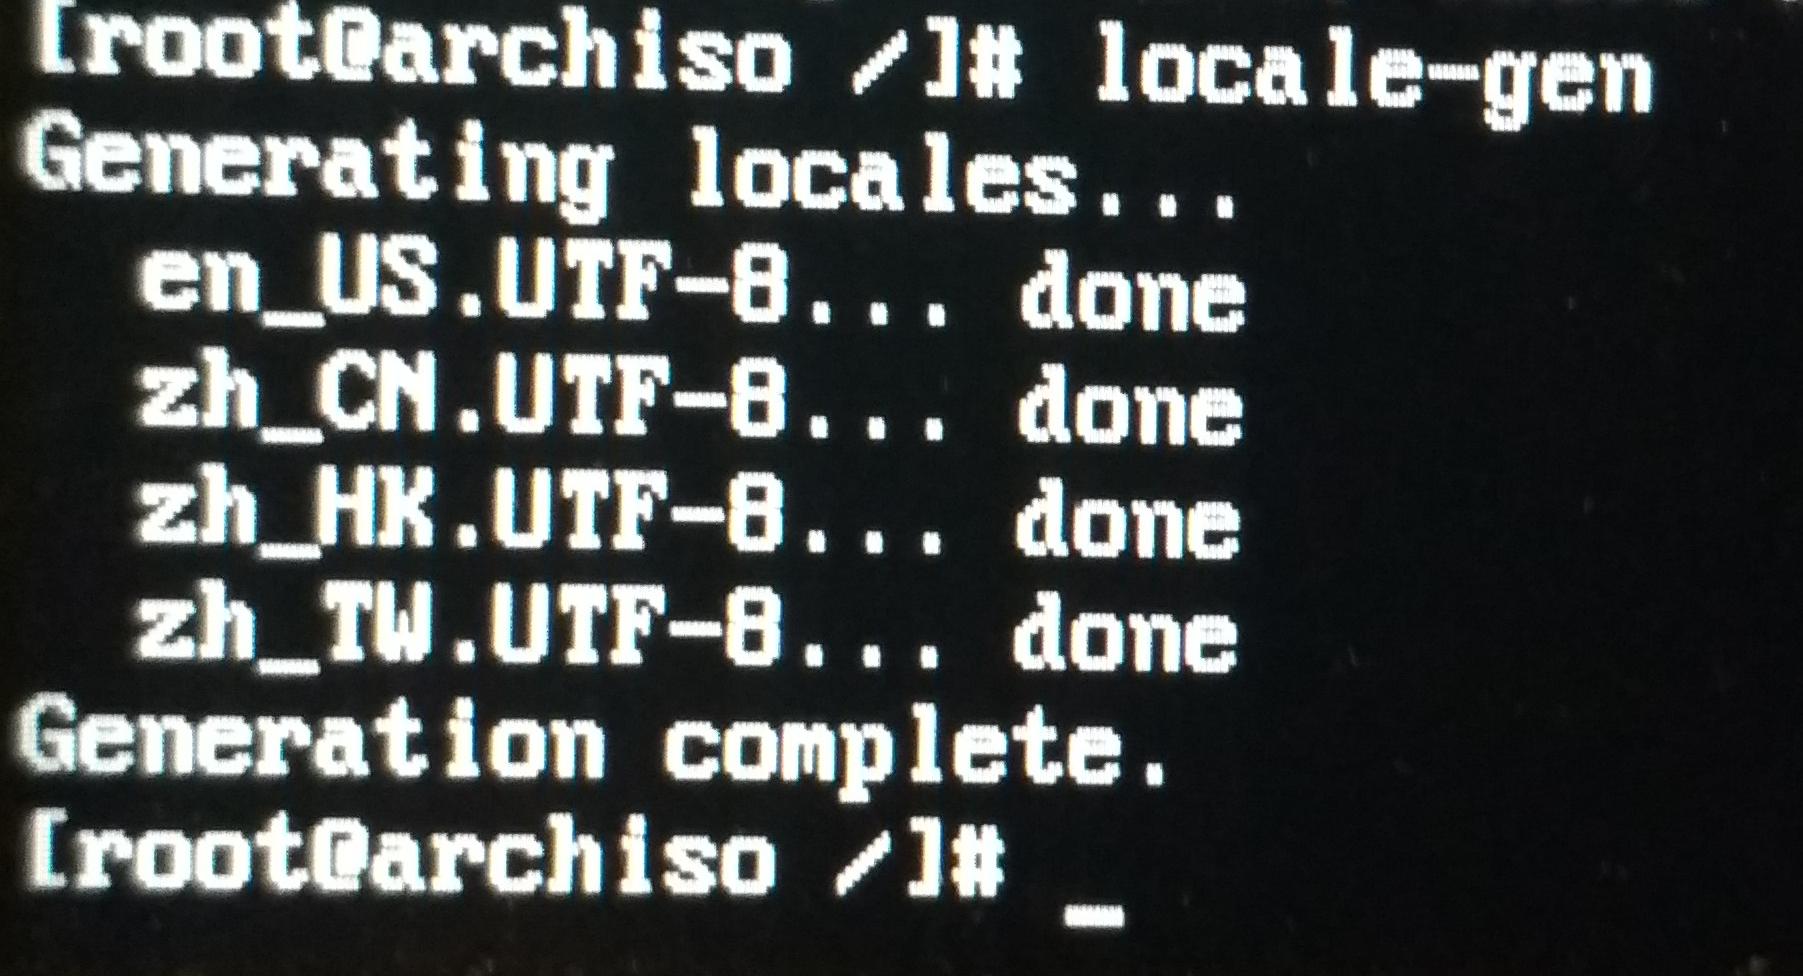 [root@archiso /]# locale-gen
Generating locales...
  en_US.UTF-8... done
  zh_CN.UTF-8... done
  zh_HK.UTF-8... done
  zh_TW.UTF-8... done
Generation complete.
[root@archiso /]# _